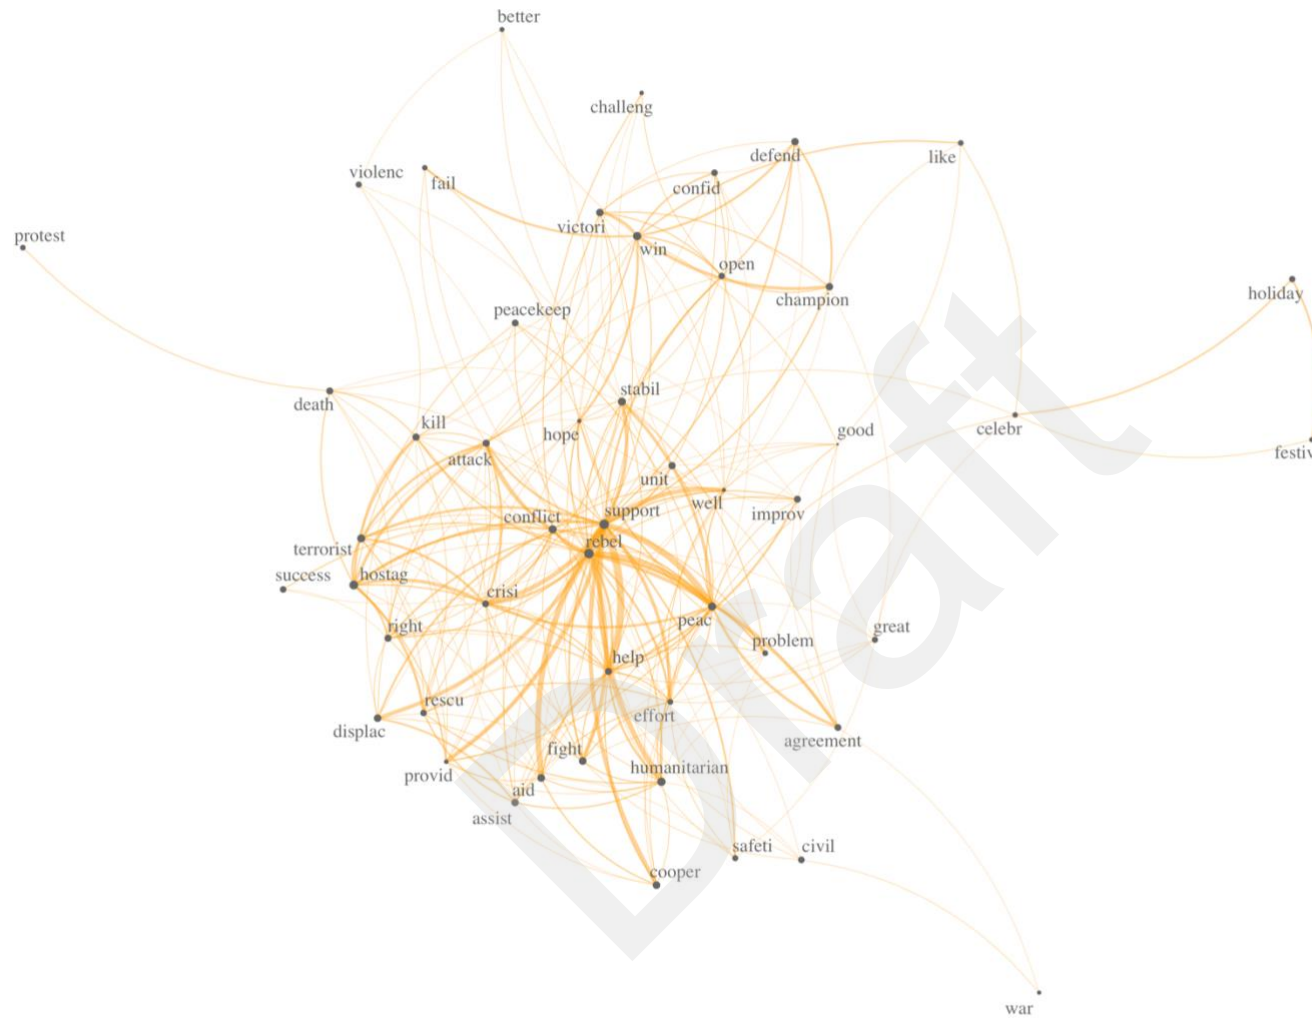 better
challeng
defend
like
violenc
fail
confid
victori
win
protest
open
holiday
champion
peacekeep
stabil
death
kill
hope
good
celebr
attack
unit
festiv
well
improv
support
conflict
rebel
terrorist
success
hostag
crisi
peac
right
problem
great
help
rescu
effort
displac
agreement
fight
provid
humanitarian
aid
assist
safeti
civil
cooper
war
Draft